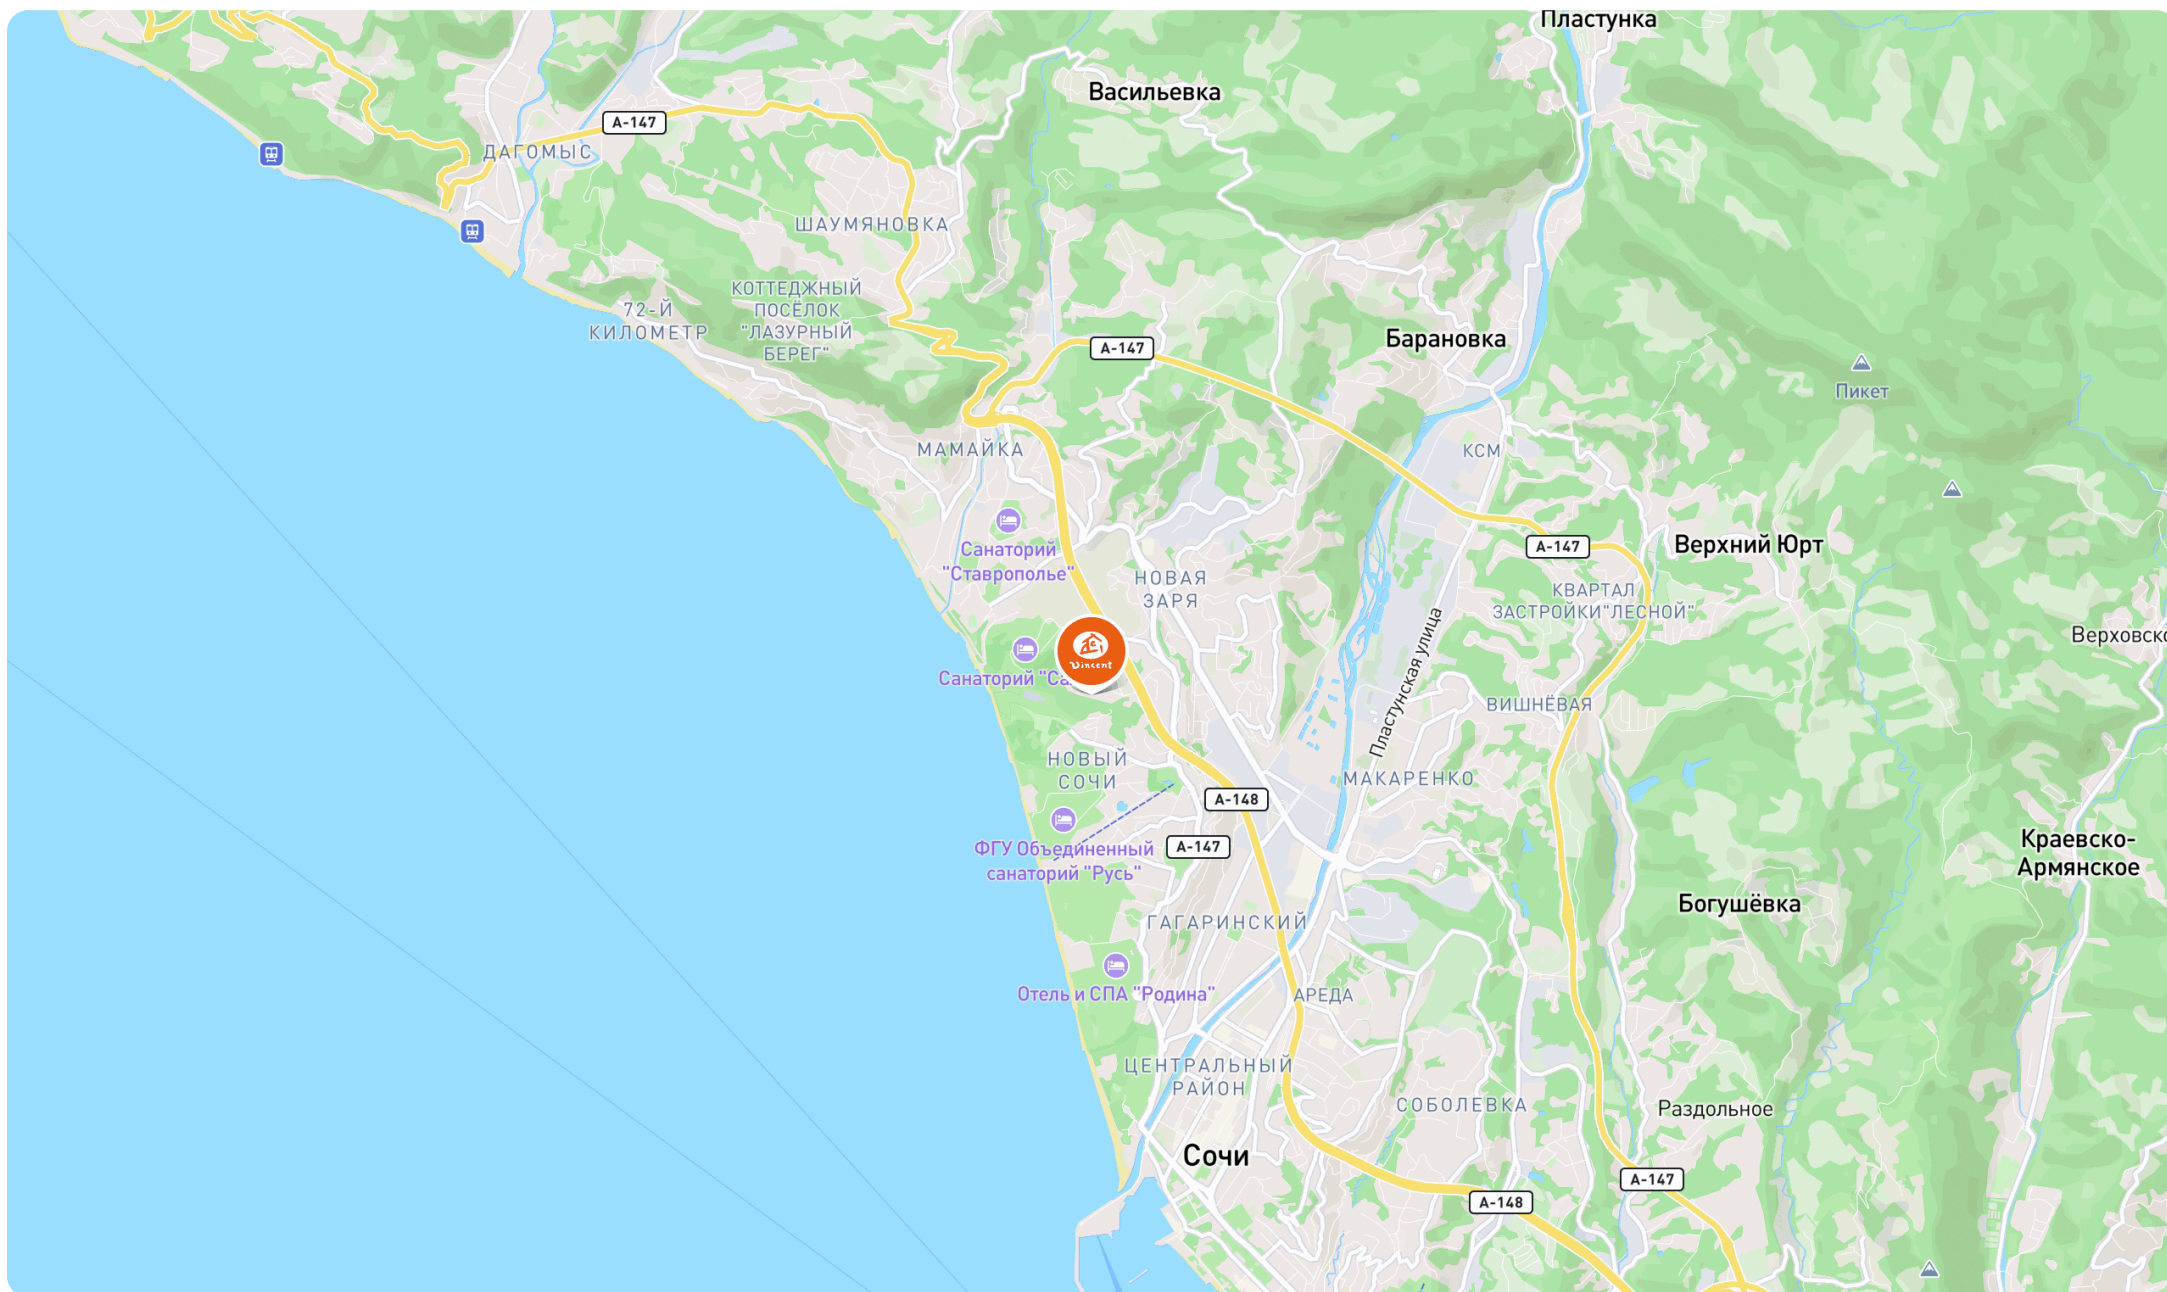 Пластунка
Васильевка
А-147
ДАГОМЫС
ШАУМЯНОВКА
КОТТЕДЖНЫЙ
ПОСЁЛОК
"ЛАЗУРНЫЙ
БЕРЕГ"
72-Й
КИЛОМЕТР
А-147
Барановка
Пикет
МАМАЙКА
КСМ
Санаторий
"Ставрополье"
А-147
Верхний Юрт
НОВАЯ
ЗАРЯ
КВАРТАЛ
ЗАСТРОЙКИ"ЛЕСНОЙ"
Верховско
Vincent
Санаторий "Са
Пластунская улица
ВИШНЁВАЯ
НОВЫЙ
СОЧИ
МАКАРЕНКО
А-148
А-147
ФГУ Объединенный
санаторий "Русь"
Краевско-
Армянское
Богушёвка
ГАГАРИНСКИЙ
Отель и СПА "Родина"
АРЕДА
ЦЕНТРАЛЬНЫЙ
РАЙОН
СОБОЛЕВКА
Раздольное
Сочи
А-147
А-148